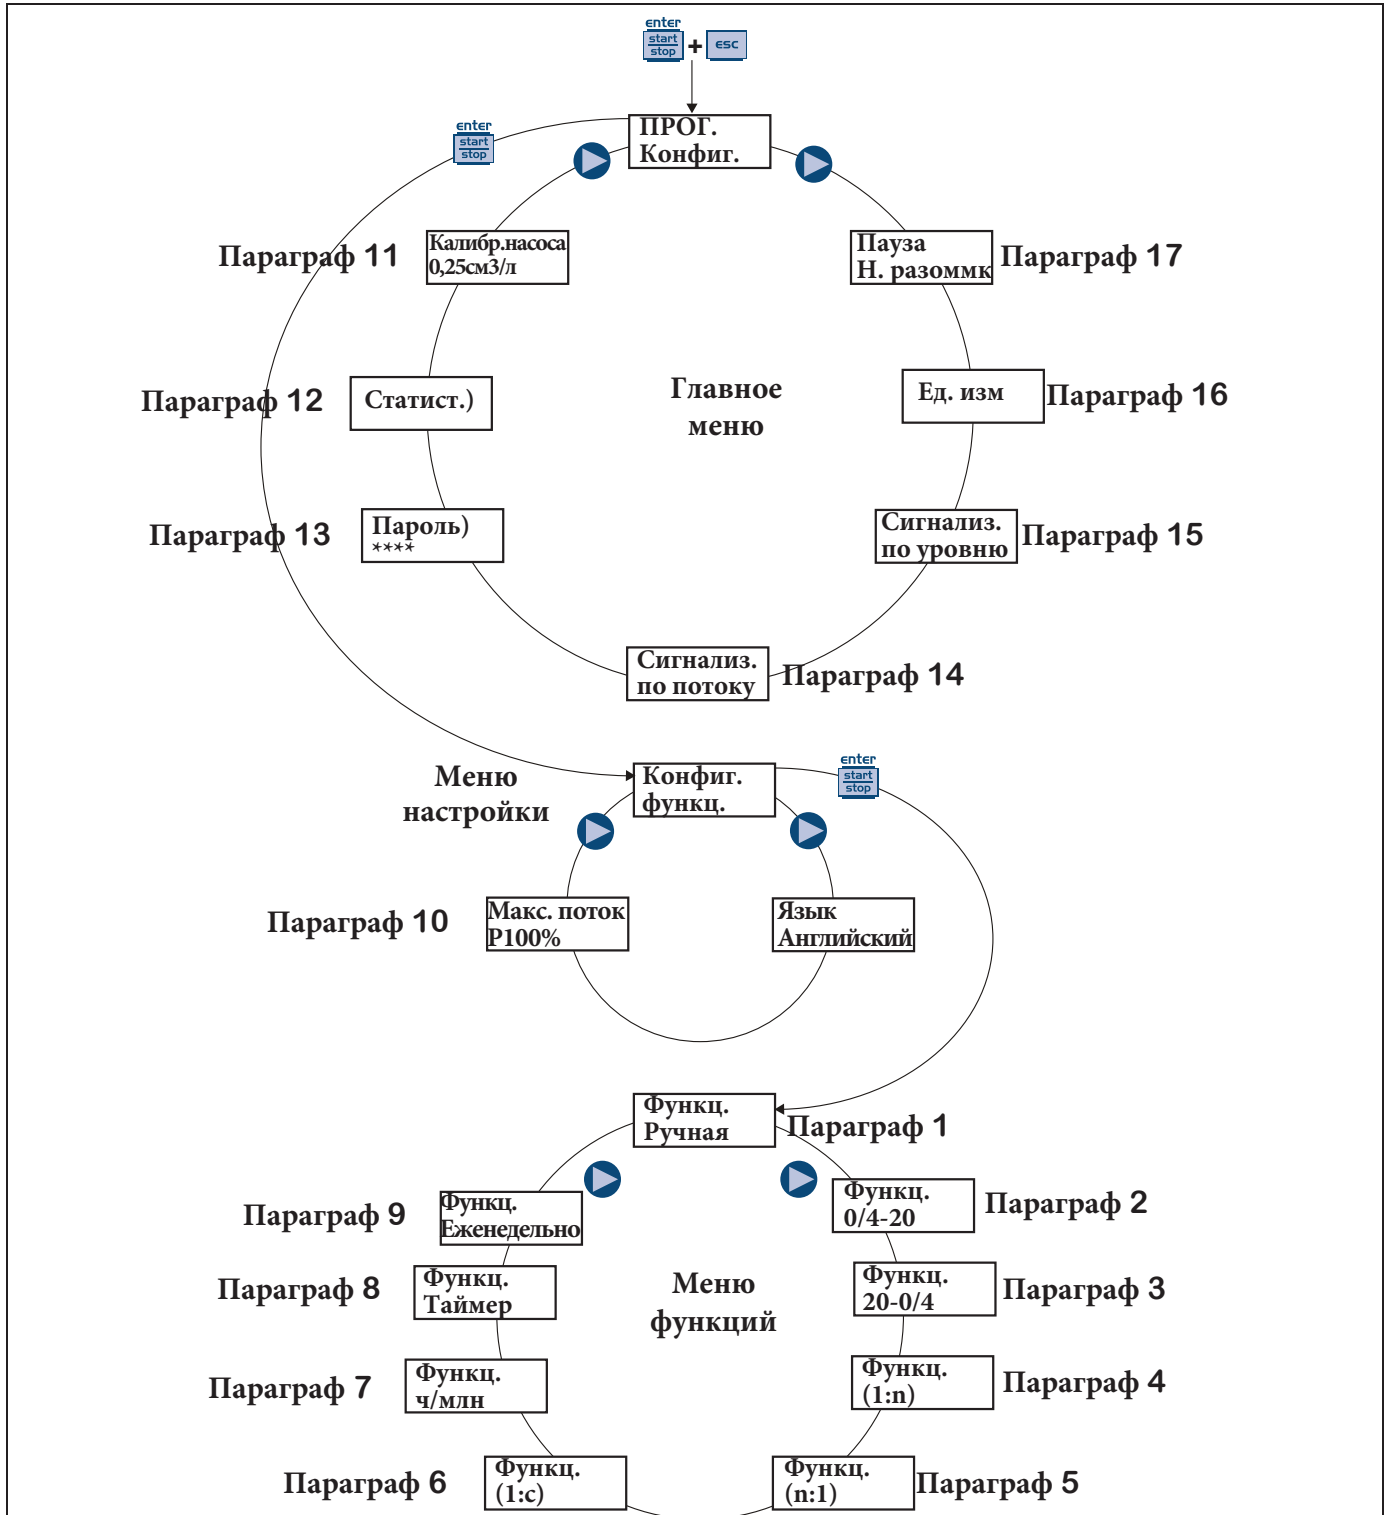 enter
start
stop
+
esc
ПРОГ.
Конфиг.
enter
start
stop
Параграф 11
Калибр.насоса
0,25см3/л
Пауза
Н. разоммк
Параграф 17
Параграф 12
Статист.)
Главное
меню
Ед. изм
Параграф 16
Параграф 13
Пароль)
****
Сигнализ.
по уровню
Параграф 15
Сигнализ.
по потоку
Параграф 14
Меню
настройки
Конфиг.
функц.
enter
start
stop
Параграф 10
Макс. поток
P100%
Язык
Английский
Функц.
Ручная
Параграф 1
Параграф 9
Функц.
Еженедельно
Функц.
0/4-20
Параграф 2
Параграф 8
Функц.
Таймер
Меню
функций
Функц.
20-0/4
Параграф 3
Параграф 7
Функц.
ч/млн
Функц.
(1:n)
Параграф 4
Параграф 6
Функц.
(1:c)
Функц.
(n:1)
Параграф 5